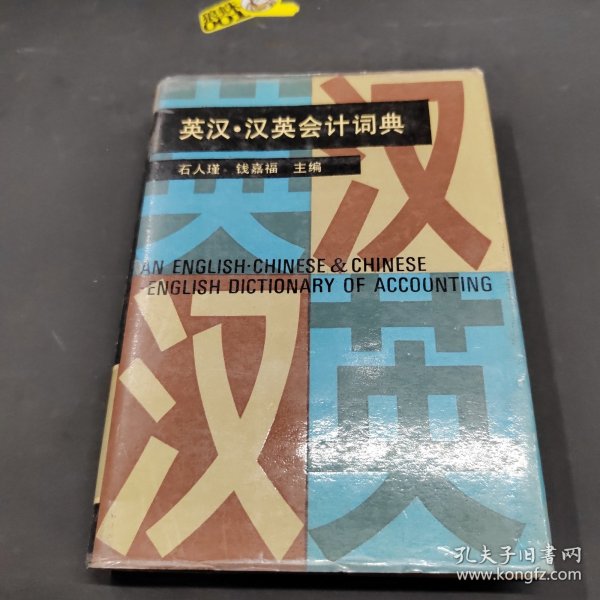 英汉·汉英会计词典
石人瑾 钱嘉福 主编
英
汉
AN ENGLISH·CHINESE & CHINESE
·ENGLISH DICTIONARY OF ACCOUNTING
汉
英
孔夫子旧书网
www.kongfz.com